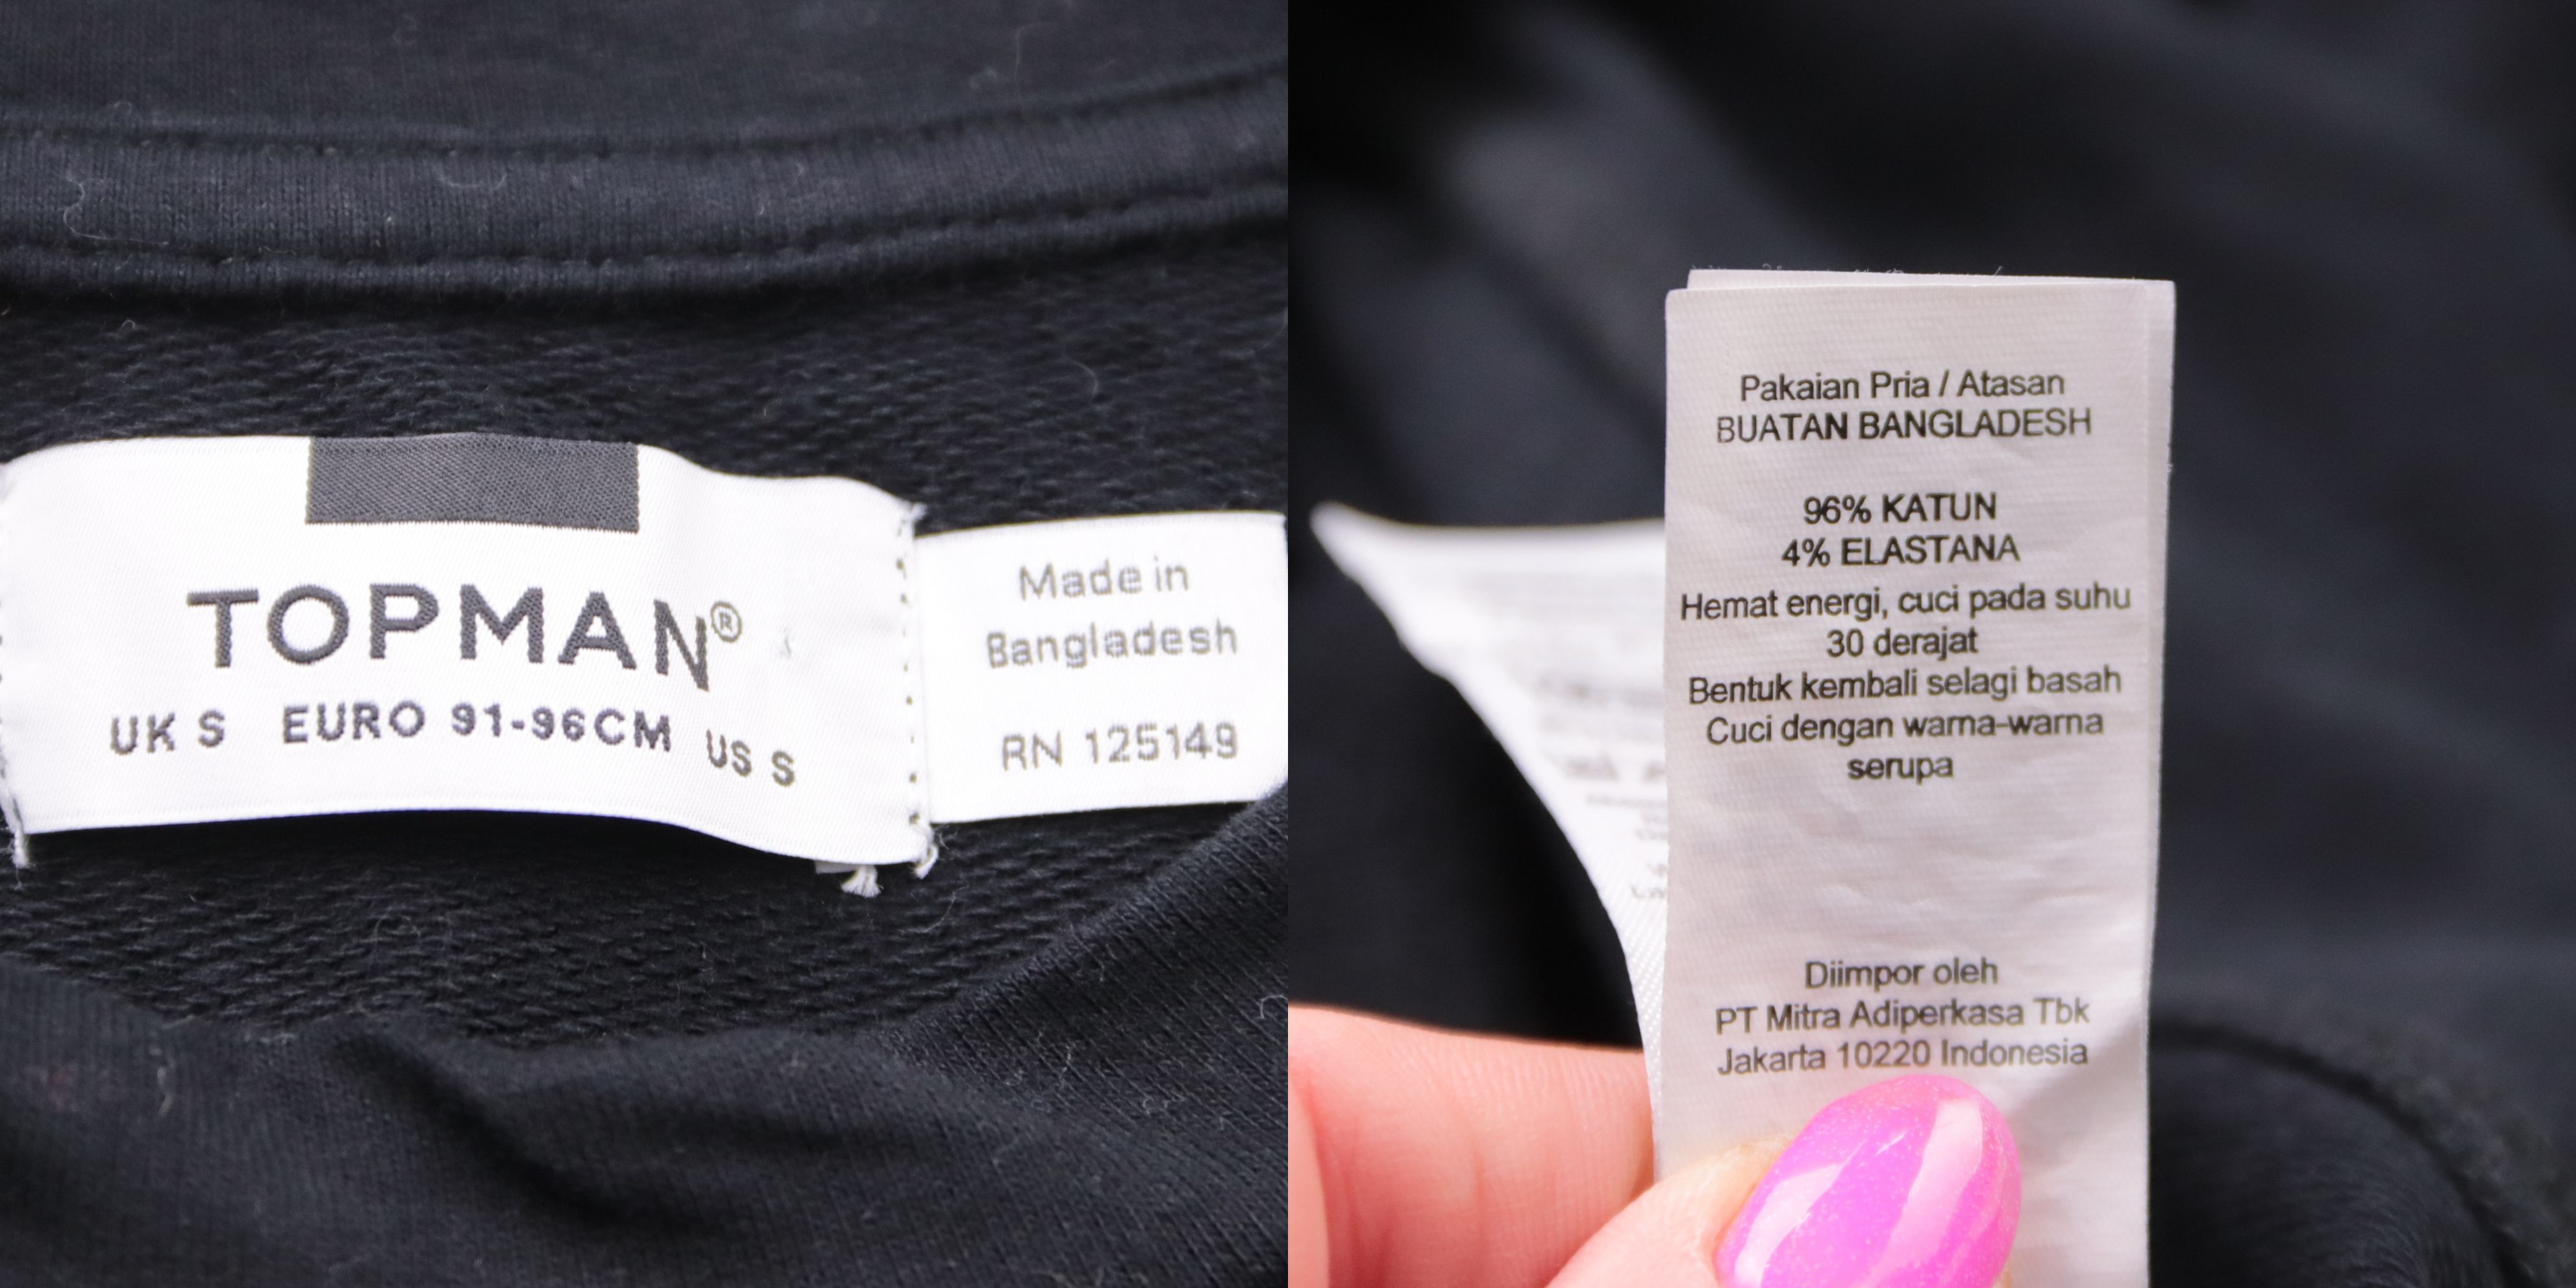 TOPMAN®
UK S EURO 91-96CM US S
Made in
Bangladesh
RN 125149
Pakaian Pria / Atasan
BUATAN BANGLADESH
96% KATUN
4% ELASTANA
Hemat energi, cuci pada suhu
30 derajat
Bentuk kembali selagi basah
Cuci dengan warna-warna
serupa
Diimpor oleh
PT Mitra Adiperkasa Tbk
Jakarta 10220 Indonesia